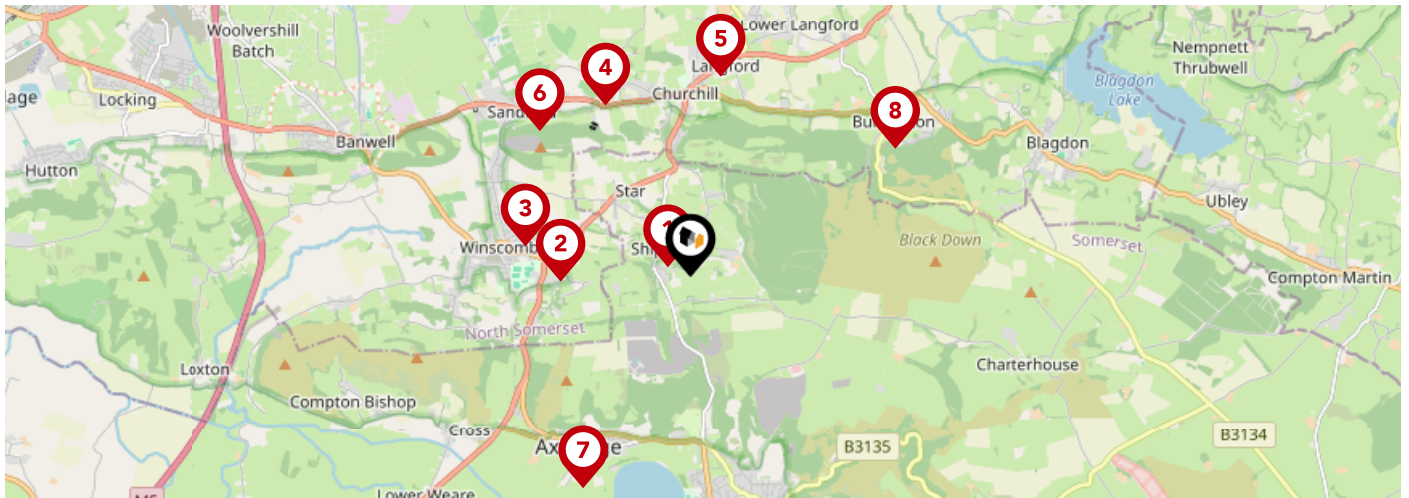 Woolvershill
Batch
Lower Langford
Nempnett
Thrubwell
5
Langford
4
Blagdon
Lake
Churchill
6
Locking
8
Banwell
Blagdon
Hutton
Star
Ubley
3
1
2
Winscombe
Black Down
Somerset
Compton Martin
North Somerset
Charterhouse
Loxton
Compton Bishop
Cross
7
B3135
B3134
Lower Weare
M5